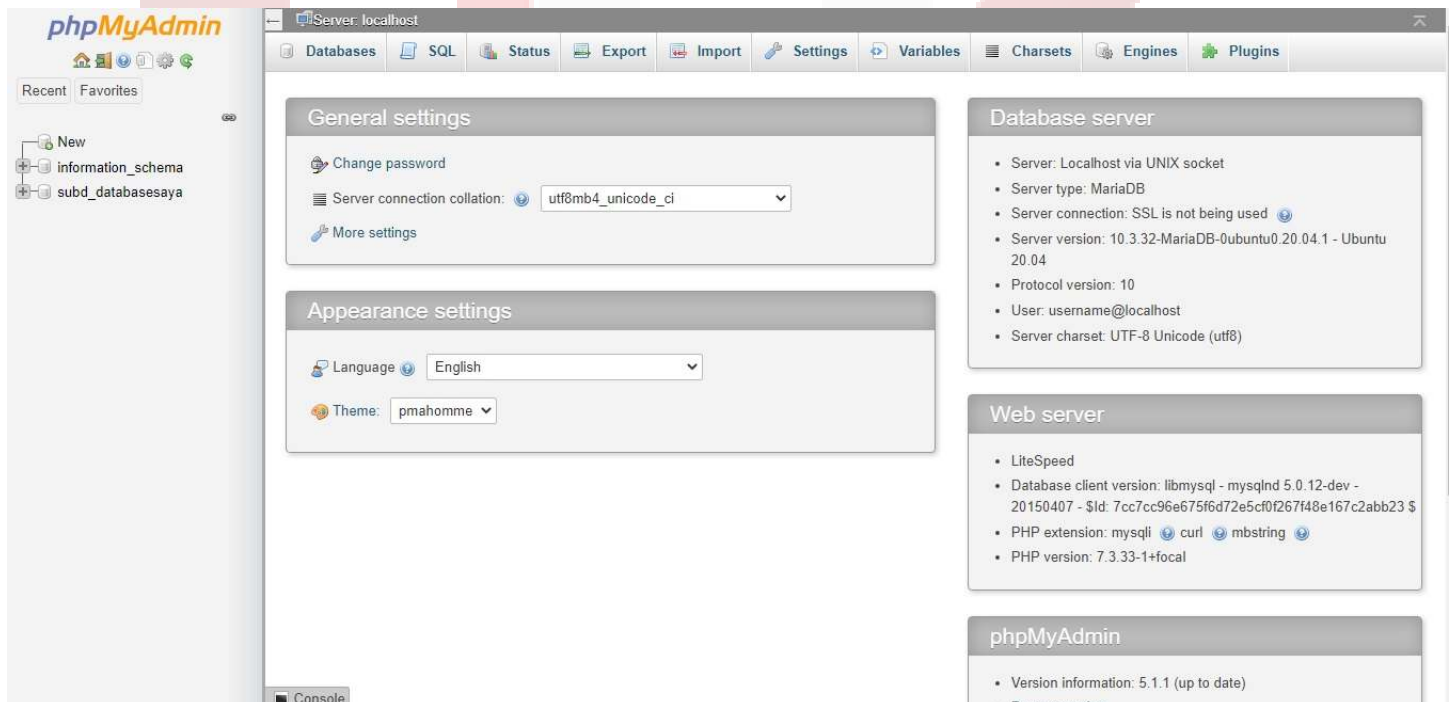 phpMyAdmin
Recent Favorites
New
information_schema
subd_databasesaya
Server: localhost
Databases SQL Status Export Import Settings Variables Charsets Engines Plugins
General settings
Change password
Server connection collation: utf8mb4_unicode_ci
More settings
Appearance settings
Language English
Theme: pmahomme
Database server
Server: Localhost via UNIX socket
Server type: MariaDB
Server connection: SSL is not being used
Server version: 10.3.32-MariaDB-0ubuntu0.20.04.1 - Ubuntu
20.04
Protocol version: 10
User: username@localhost
Server charset: UTF-8 Unicode (utf8)
Web server
LiteSpeed
Database client version: libmysql - mysqlnd 5.0.12-dev -
20150407 - $Id: 7cc7cc96e675f6d72e5cf0f267f48e167c2abb23 $
PHP extension: mysqli curl mbstring
PHP version: 7.3.33-1+focal
phpMyAdmin
Version information: 5.1.1 (up to date)
Console